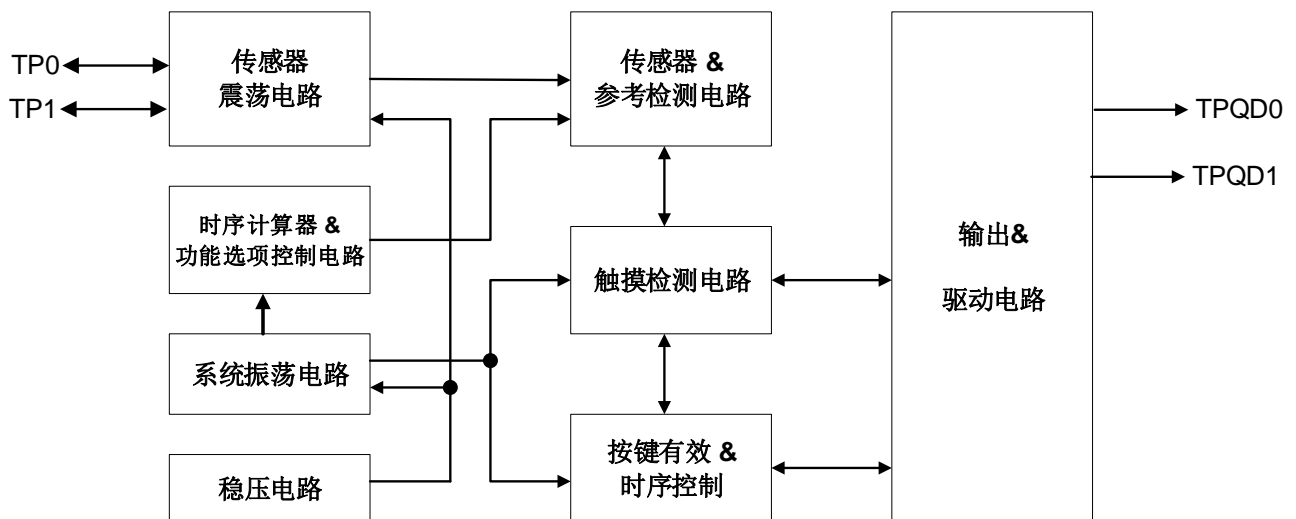 TP0
TP1
传感器
震荡电路
传感器 &
参考检测电路
TPQD0
TPQD1
时序计算器 &
功能选项控制电路
触摸检测电路
输出&
驱动电路
系统振荡电路
稳压电路
按键有效 &
时序控制